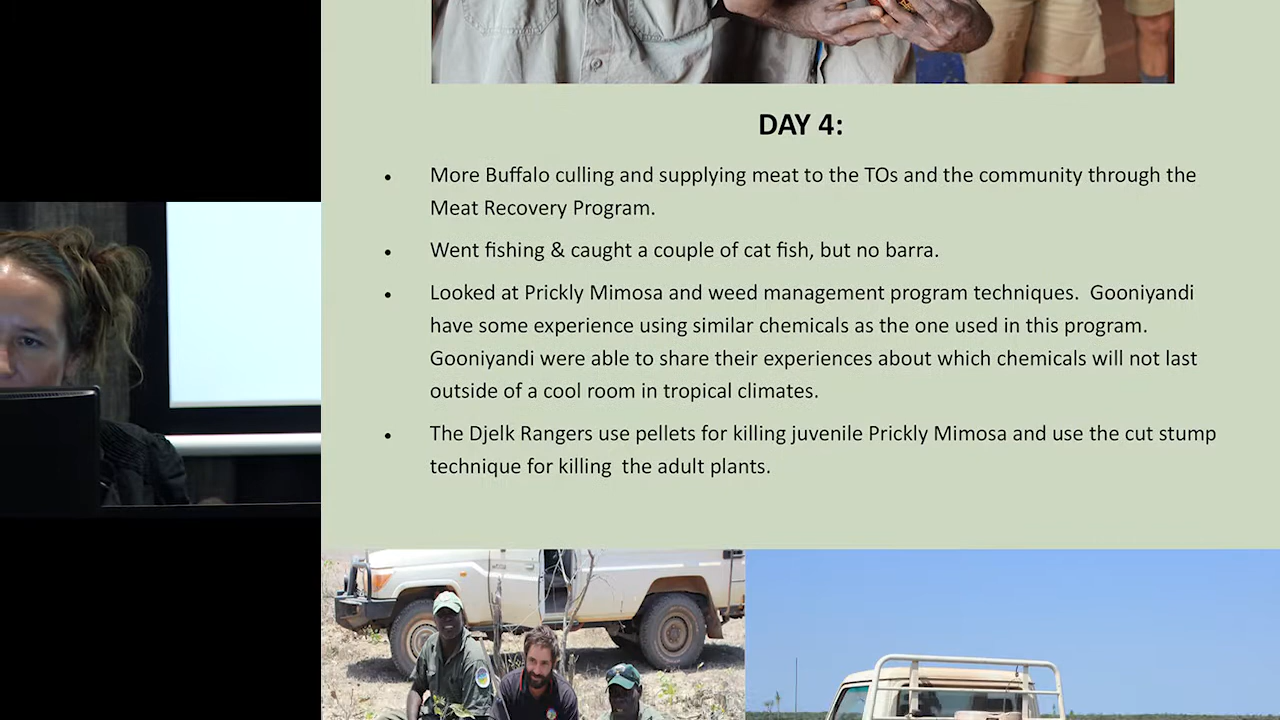 DAY 4:
• More Buffalo culling and supplying meat to the TOs and the community through the
Meat Recovery Program.
• Went fishing & caught a couple of cat fish, but no barra.
• Looked at Prickly Mimosa and weed management program techniques.  Gooniyandi
have some experience using similar chemicals as the one used in this program.
Gooniyandi were able to share their experiences about which chemicals will not last
outside of a cool room in tropical climates.
• The Djelk Rangers use pellets for killing juvenile Prickly Mimosa and use the cut stump
technique for killing  the adult plants.